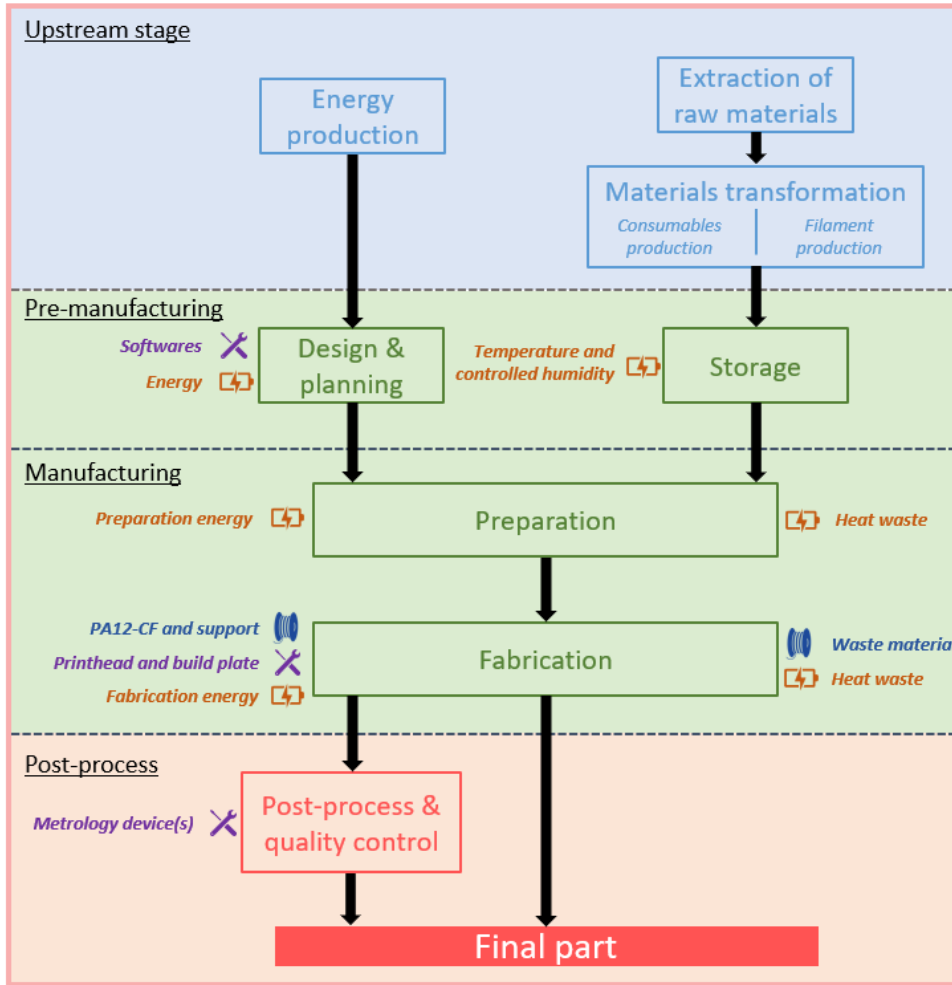 Upstream stage
Energy
production
Extraction of
raw materials
Materials transformation
Consumables
production
Filament
production
Pre-manufacturing
Softwares
Energy
Design &
planning
Temperature and
controlled humidity
Storage
Manufacturing
Preparation energy
Preparation
Heat waste
PA12-CF and support
Printhead and build plate
Fabrication energy
Fabrication
Waste material
Heat waste
Post-process
Metrology device(s)
Post-process &
quality control
Final part